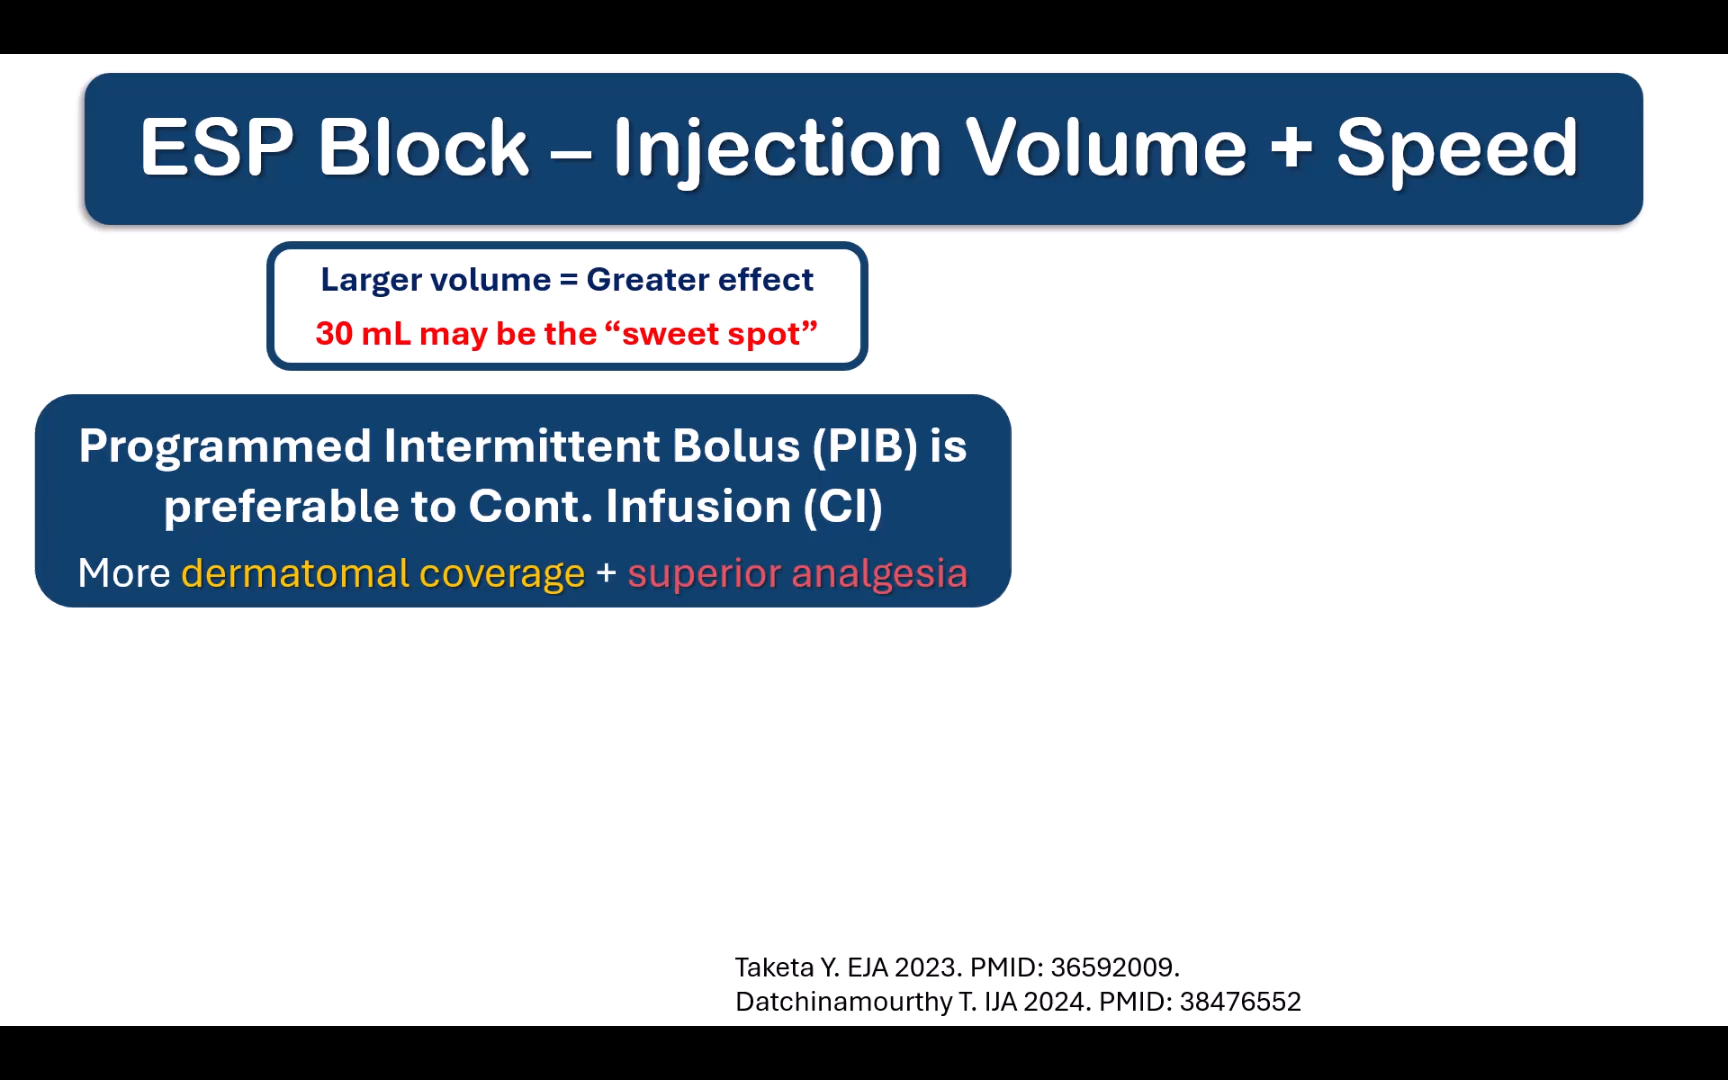 ESP Block – Injection Volume + Speed
Larger volume = Greater effect
30 mL may be the “sweet spot”
Programmed Intermittent Bolus (PIB) is
preferable to Cont. Infusion (CI)
More dermatomal coverage + superior analgesia
Taketa Y. EJA 2023. PMID: 36592009.
Datchinamourthy T. IJA 2024. PMID: 38476552